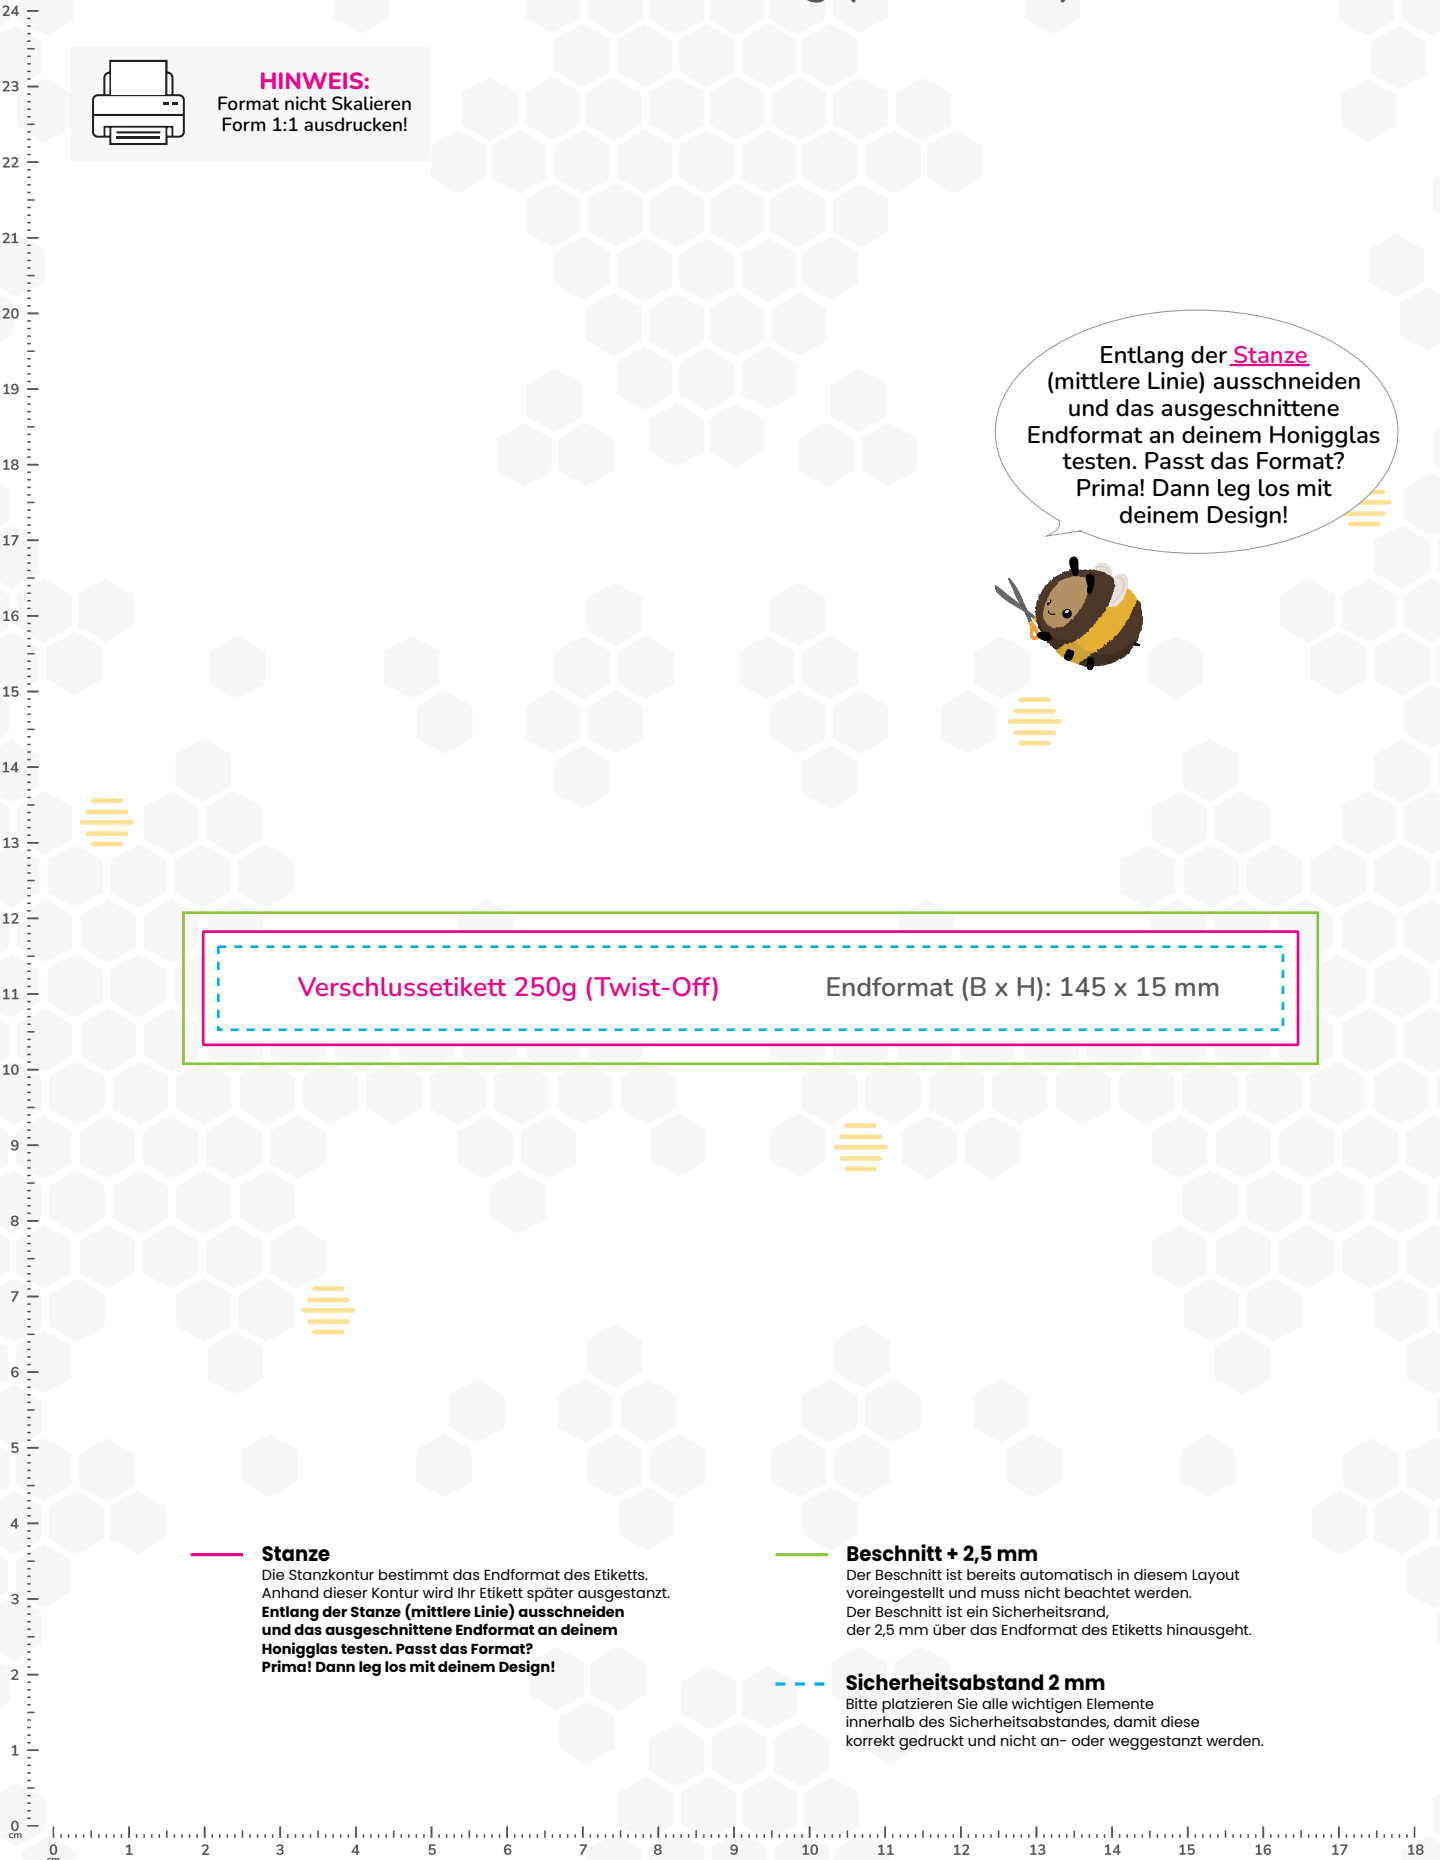 HINWEIS:
Format nicht Skalieren
Form 1:1 ausdrucken!
Entlang der Stanze
(mittlere Linie) ausschneiden
und das ausgeschnittene
Endformat an deinem Honigglas
testen. Passt das Format?
Prima! Dann leg los mit
deinem Design!
Verschlussetikett 250g (Twist-Off)
Endformat (B x H): 145 x 15 mm
Stanze
Die Stanzkontur bestimmt das Endformat des Etiketts.
Anhand dieser Kontur wird Ihr Etikett später ausgestanzt.
Entlang der Stanze (mittlere Linie) ausschneiden
und das ausgeschnittene Endformat an deinem
Honigglas testen. Passt das Format?
Prima! Dann leg los mit deinem Design!
Beschnitt + 2,5 mm
Der Beschnitt ist bereits automatisch in diesem Layout
voreingestellt und muss nicht beachtet werden.
Der Beschnitt ist ein Sicherheitsrand,
der 2,5 mm über das Endformat des Etiketts hinausgeht.
Sicherheitsabstand 2 mm
Bitte platzieren Sie alle wichtigen Elemente
innerhalb des Sicherheitsabstandes, damit diese
korrekt gedruckt und nicht an- oder weggestanzt werden.
24
23
22
21
20
19
18
17
16
15
14
13
12
11
10
9
8
7
6
5
4
3
2
1
0
cm
0 1 2 3 4 5 6 7 8 9 10 11 12 13 14 15 16 17 18
cm